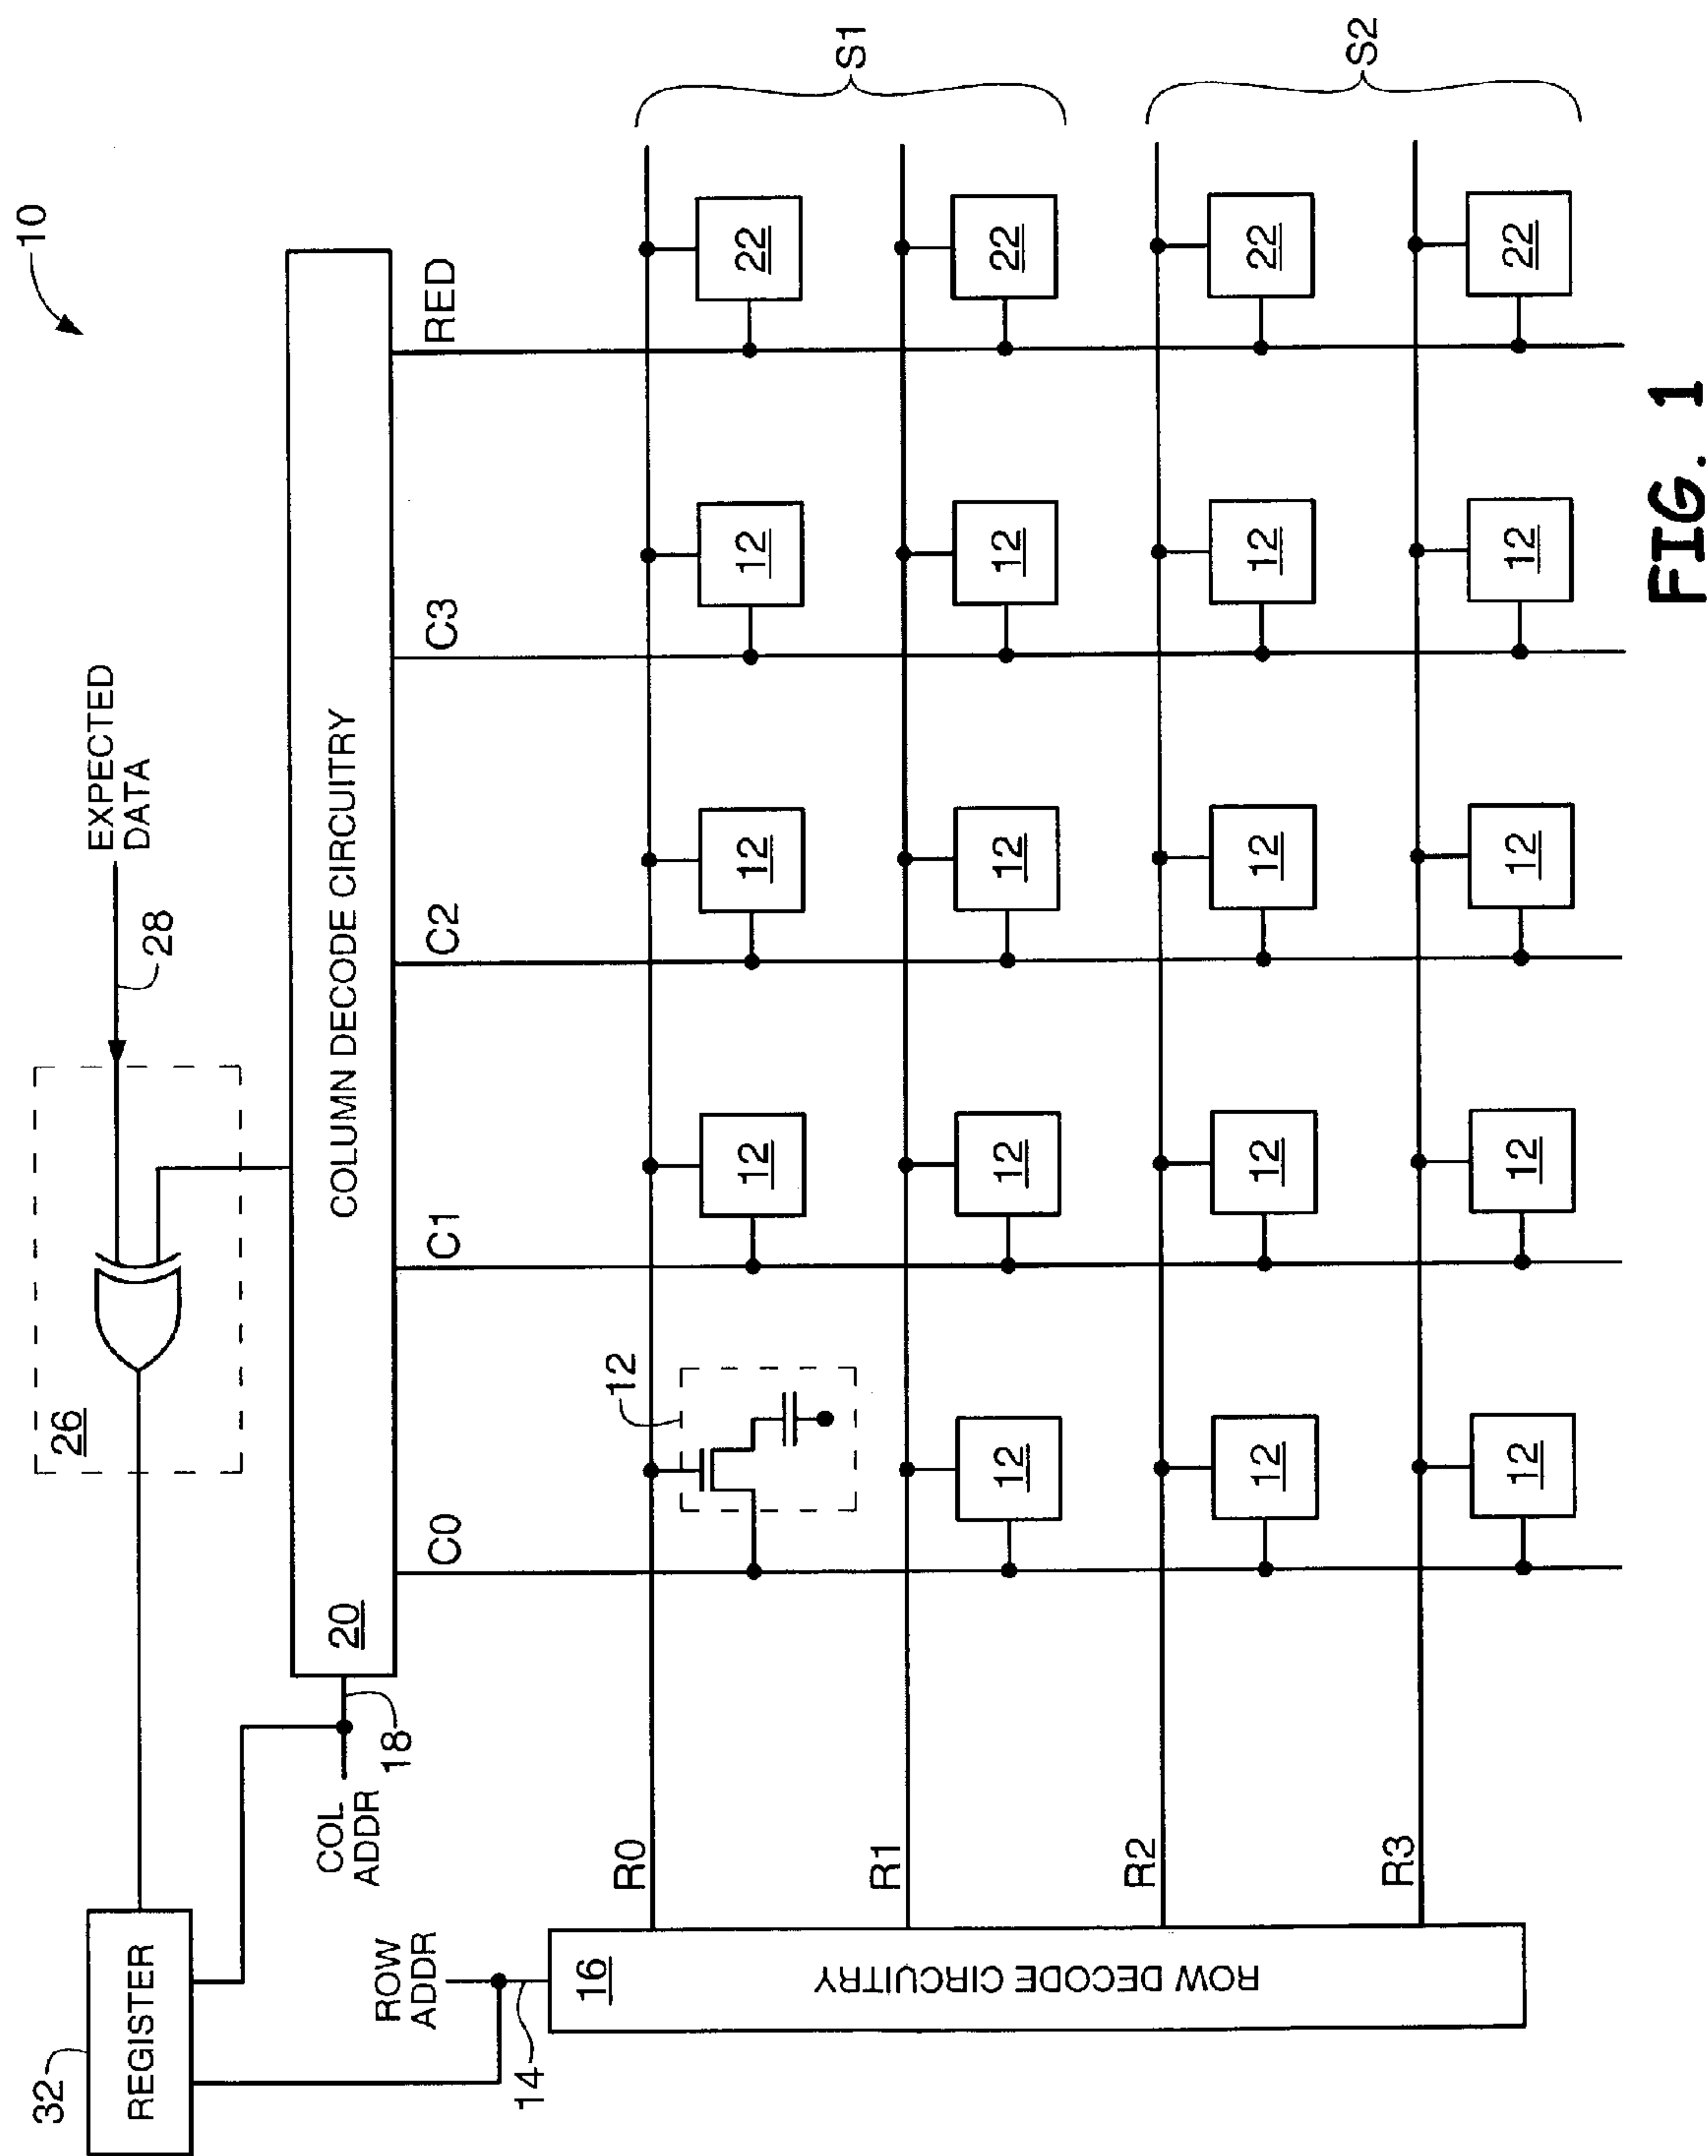 10
EXPECTED
DATA
28
26
32
REGISTER
COLUMN DECODE CIRCUITRY
20
COL
ADDR
18
ROW
ADDR
14
16
ROW DECODE CIRCUITRY
C0
C1
C2
C3
RED
R0
12
12
12
12
22
S1
R1
12
12
12
12
22
R2
12
12
12
12
22
S2
R3
12
12
12
12
22
FIG. 1